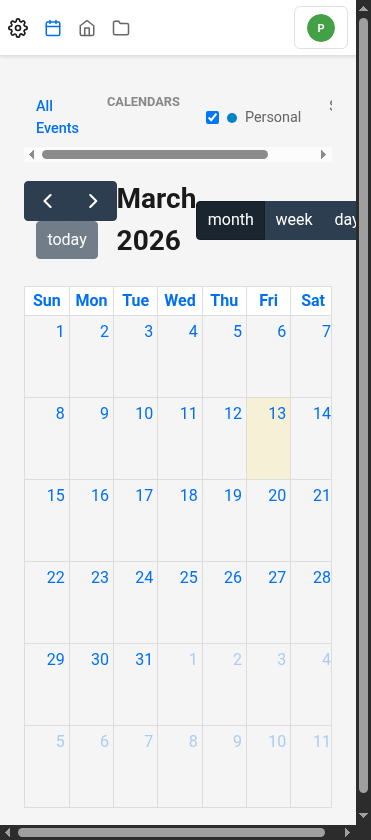 P
All
Events
CALENDARS
Personal
March
2026
today
month week day
Sun Mon Tue Wed Thu Fri Sat
1 2 3 4 5 6 7
8 9 10 11 12 13 14
15 16 17 18 19 20 21
22 23 24 25 26 27 28
29 30 31 1 2 3 4
5 6 7 8 9 10 11